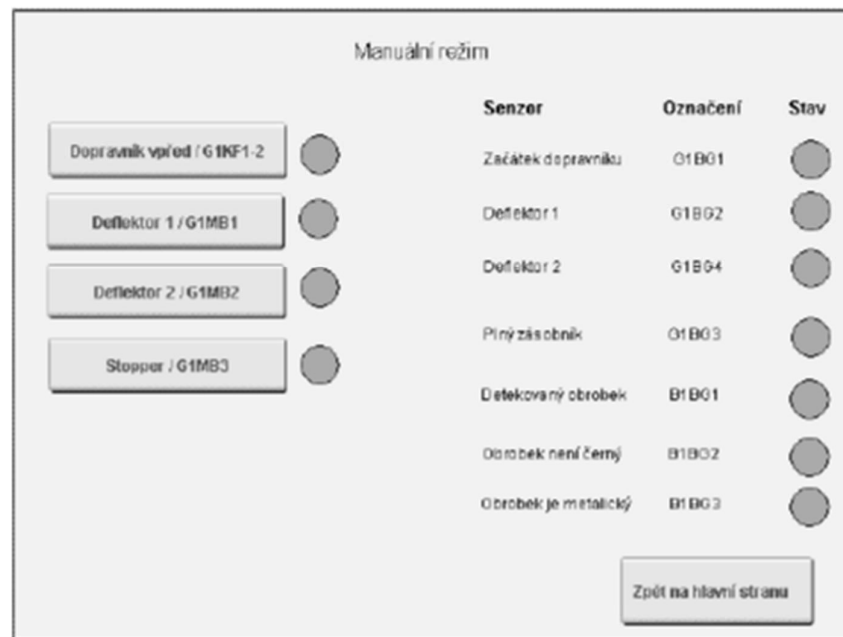 Manuální režim
Senzor Označení Stav
Dopravník vpřed / G1KF1-2
Začátek dopravníku G1BG1
Deflektor 1 / G1MB1
Deflektor 1 G1BG2
Deflektor 2 / G1MB2
Deflektor 2 G1BG4
Plný zásobník G1BG3
Stopper / G1MB3
Detekovaný obrobek B1BG1
Obrobek není černý B1BG2
Obrobek je metalický B1BG3
Zpět na hlavní stranu